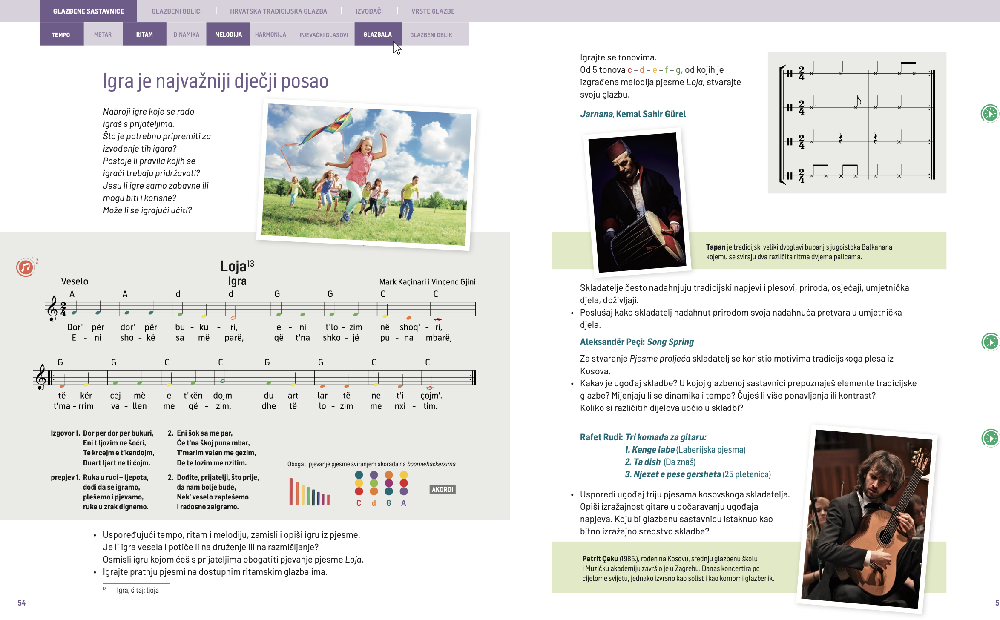 GLAZBENE SASTAVNICE GLAZBENI OBLICI HRVATSKA TRADICIJSKA GLAZBA IZVOĐAČI VRSTE GLAZBE
TEMPO METAR RITAM DINAMIKA MELODIJA HARMONIJA PJEVAČKI GLASOVI GLAZBALA GLAZBENI OBLIK
Igra je najvažniji dječji posao
Nabroji igre koje se rado
igraš s prijateljima.
Što je potrebno pripremiti za
izvođenje tih igara?
Postoje li pravila kojih se
igrači trebaju pridržavati?
Jesu li igre samo zabavne ili
mogu biti i korisne?
Može li se igrajući učiti?
Loja13
Igra
Veselo
Mark Kaçinari i Vinçenc Gjini
A A d d G G C C
2
4
Dor' për dor' për bu - ku - ri, e - ni t'lo - zim në shoq' - ri,
E - ni sho - kë sa më parë, që t'na shko - jë pu - na mbarë,
G G C C G G C C
të kër - cej - më e t'kën - dojm' du - art lar - të ne t'i çojm'.
t'ma - rrim va - llen me gë - zim, dhe të lo - zim me nxi - tim.
Izgovor 1. Dor per dor per bukuri,
Eni t ljozim ne šoćri,
Te krcejm e t'kendojm,
Duart ljart ne ti ćojm.
2. Eni šok sa me par,
Će t'na škoj puna mbar,
T'marim valen me gezim,
De te lozim me nzitim.
prepjev 1. Ruka u ruci – ljepota,
dođi da se igramo,
plešemo i pjevamo,
ruke u zrak dignemo.
2. Dođite, prijatelji, što prije,
da nam bolje bude,
Nek' veselo zaplešemo
i radosno zaigramo.
Obogati pjevanje pjesme sviranjem akorada na boomwhackersima
C d G A
AKORDI
• Uspoređujući tempo, ritam i melodiju, zamisli i opiši igru iz pjesme.
Je li igra vesela i potiče li na druženje ili na razmišljanje?
Osmisli igru kojom ćeš s prijateljima obogatiti pjevanje pjesme Loja.
• Igrajte pratnju pjesmi na dostupnim ritamskim glazbalima.
13 Igra, čitaj: ljoja
54
Igrajte se tonovima.
Od 5 tonova c – d – e – f – g, od kojih je
izgrađena melodija pjesme Loja, stvarajte
svoju glazbu.
Jarnana, Kemal Sahir Gürel
2
4
2
4
2
4
2
4
Tapan je tradicijski veliki dvoglavi bubanj s jugoistoka Balkanana
kojemu se sviraju dva različita ritma dvjema palicama.
Skladatelje često nadahnjuju tradicijski napjevi i plesovi, priroda, osjećaji, umjetnička
djela, doživljaji.
• Poslušaj kako skladatelj nadahnut prirodom svoja nadahnuća pretvara u umjetnička
djela.
Aleksandër Peçi: Song Spring
Za stvaranje Pjesme proljeća skladatelj se koristio motivima tradicijskoga plesa iz
Kosova.
• Kakav je ugođaj skladbe? U kojoj glazbenoj sastavnici prepoznaješ elemente tradicijske
glazbe? Mijenjaju li se dinamika i tempo? Čuješ li više ponavljanja ili kontrast?
Koliko si različitih dijelova uočio u skladbi?
Rafet Rudi: Tri komada za gitaru:
1. Kenge labe (Laberijska pjesma)
2. Ta dish (Da znaš)
3. Njezet e pese gersheta (25 pletenica)
• Usporedi ugođaj triju pjesama kosovskoga skladatelja.
Opiši izražajnost gitare u dočaravanju ugođaja
napjeva. Koju bi glazbenu sastavnicu istaknuo kao
bitno izražajno sredstvo skladbe?
Petrit Çeku (1985.), rođen na Kosovu, srednju glazbenu školu
i Muzičku akademiju završio je u Zagrebu. Danas koncertira po
cijelome svijetu, jednako izvrsno kao solist i kao komorni glazbenik.